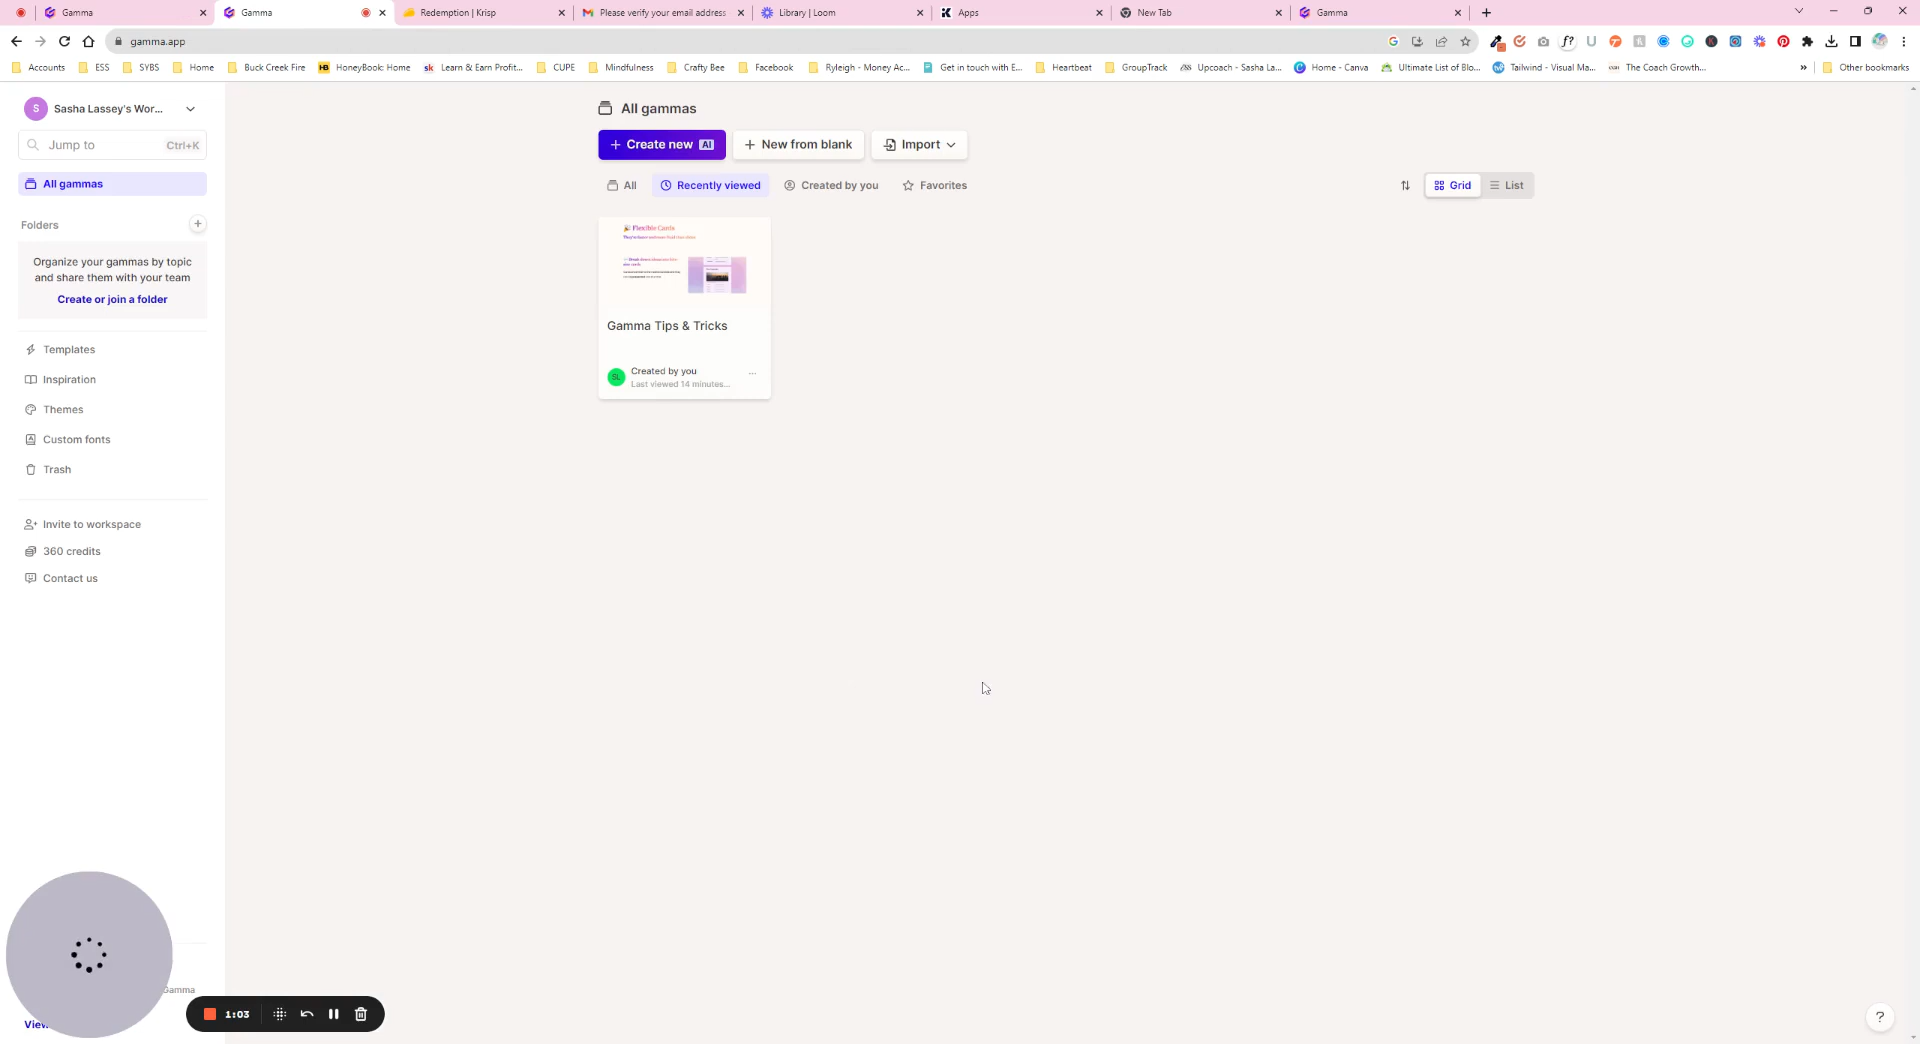 Gamma
Gamma
Redemption | Krisp
Please verify your email address
Library | Loom
Apps
New Tab
Gamma
gamma.app
Accounts
ESS
SYBS
Home
Buck Creek Fire
HoneyBook: Home
Learn & Earn Profit...
CUPE
Mindfulness
Crafty Bee
Facebook
Ryleigh - Money Ac...
Get in touch with E...
Heartbeat
GroupTrack
Upcoach - Sasha La...
Home - Canva
Ultimate List of Blo...
Tailwind - Visual Ma...
The Coach Growth...
Other bookmarks
S
Sasha Lassey's Wor...
Jump to
Ctrl+K
All gammas
Folders
Organize your gammas by topic
and share them with your team
Create or join a folder
Templates
Inspiration
Themes
Custom fonts
Trash
Invite to workspace
360 credits
Contact us
All gammas
Create new AI
New from blank
Import
All
Recently viewed
Created by you
Favorites
Grid
List
Flexible Cards
Gamma Tips & Tricks
SL
Created by you
Last viewed 14 minutes...
...
Gamma
View
1:03
?